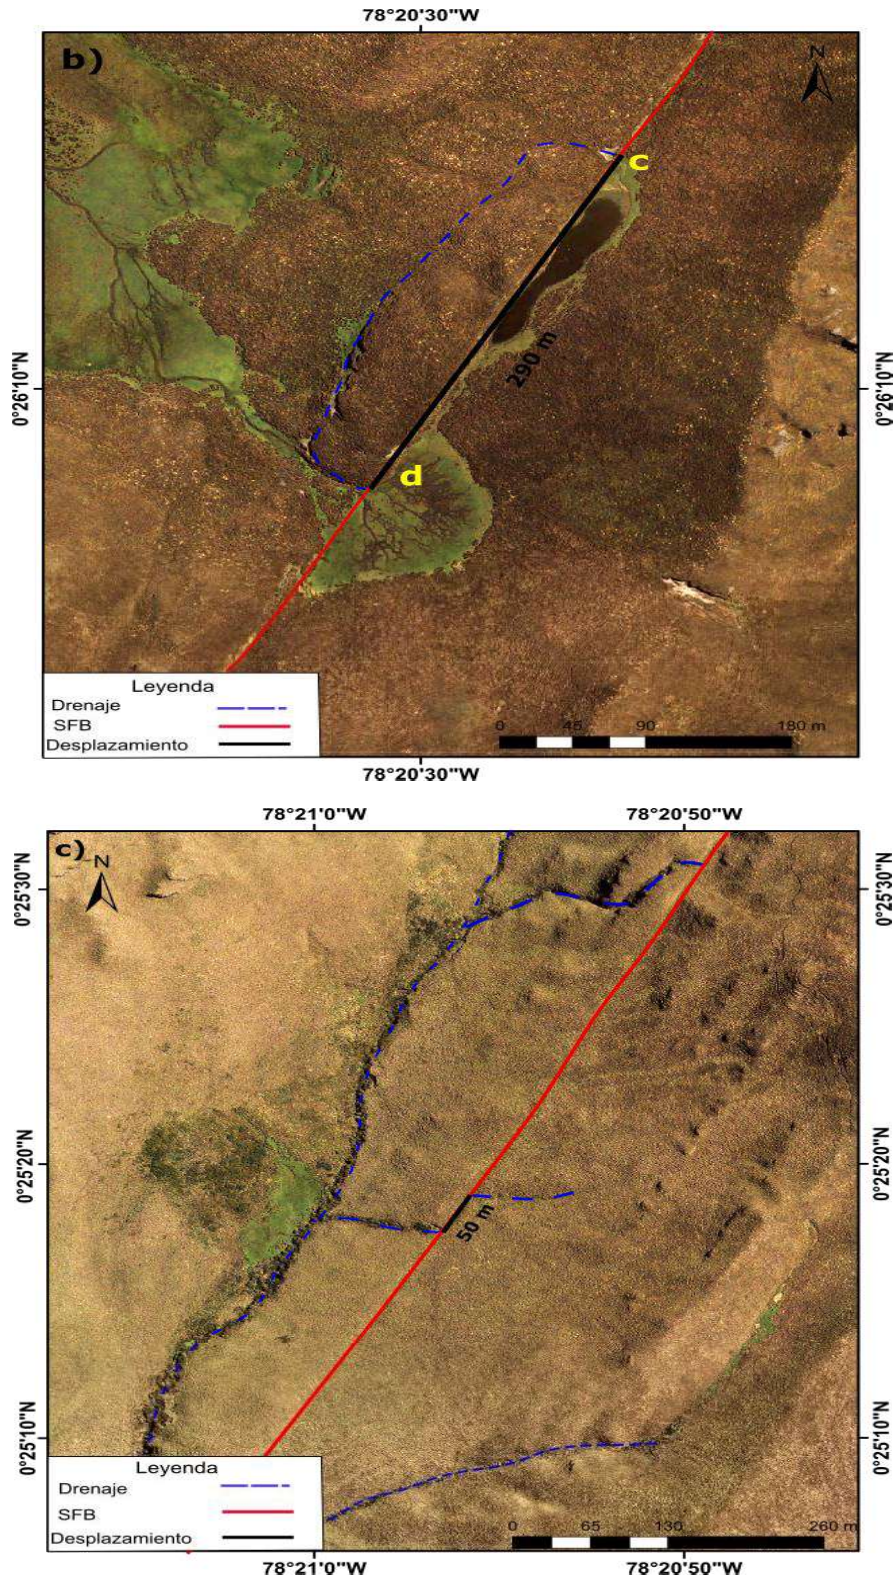 78°20'30"W
b)
N
c
290 m
0°26'10"N
0°26'10"N
d
Leyenda
Drenaje
SFB
Desplazamiento
0 45 90 180 m
78°20'30"W
78°21'0"W 78°20'50"W
c)
N
0°25'30"N
0°25'30"N
0°25'20"N
0°25'20"N
50 m
0°25'10"N
0°25'10"N
Leyenda
Drenaje
SFB
Desplazamiento
0 65 130 260 m
78°21'0"W 78°20'50"W